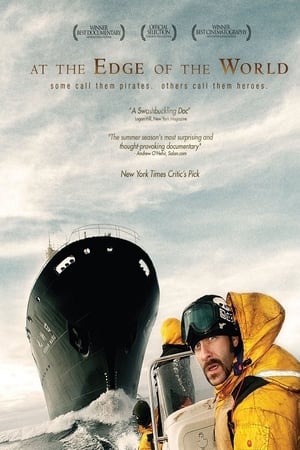 WINNER
BEST DOCUMENTARY
OFFICIAL
SELECTION
WINNER
BEST CINEMATOGRAPHY
AT THE EDGE OF THE WORLD
some call them pirates. others call them heroes.
"A Swashbuckling Doc"
Logan Hill, New York Magazine
"The summer season's most surprising and
thought-provoking documentary"
Andrew O'Hehir, Salon.com
New York Times Critic's Pick